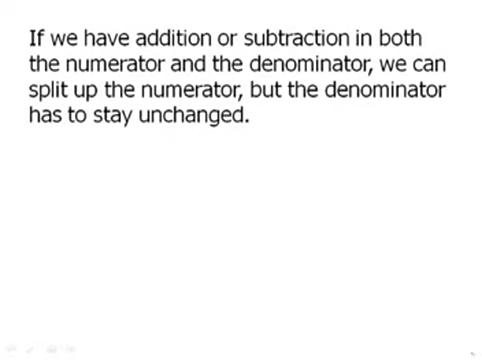 If we have addition or subtraction in both
the numerator and the denominator, we can
split up the numerator, but the denominator
has to stay unchanged.